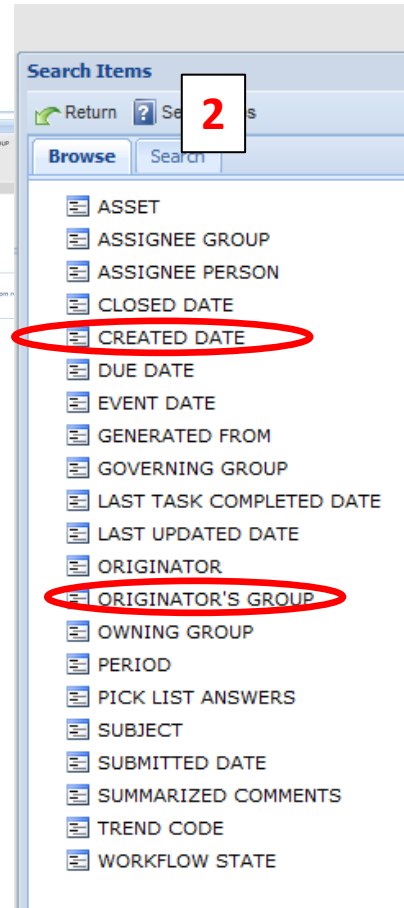 Search Items
Return Se s
2
Browse Search
ASSET
ASSIGNEE GROUP
ASSIGNEE PERSON
CLOSED DATE
CREATED DATE
DUE DATE
EVENT DATE
GENERATED FROM
GOVERNING GROUP
LAST TASK COMPLETED DATE
LAST UPDATED DATE
ORIGINATOR
ORIGINATOR'S GROUP
OWNING GROUP
PERIOD
PICK LIST ANSWERS
SUBJECT
SUBMITTED DATE
SUMMARIZED COMMENTS
TREND CODE
WORKFLOW STATE